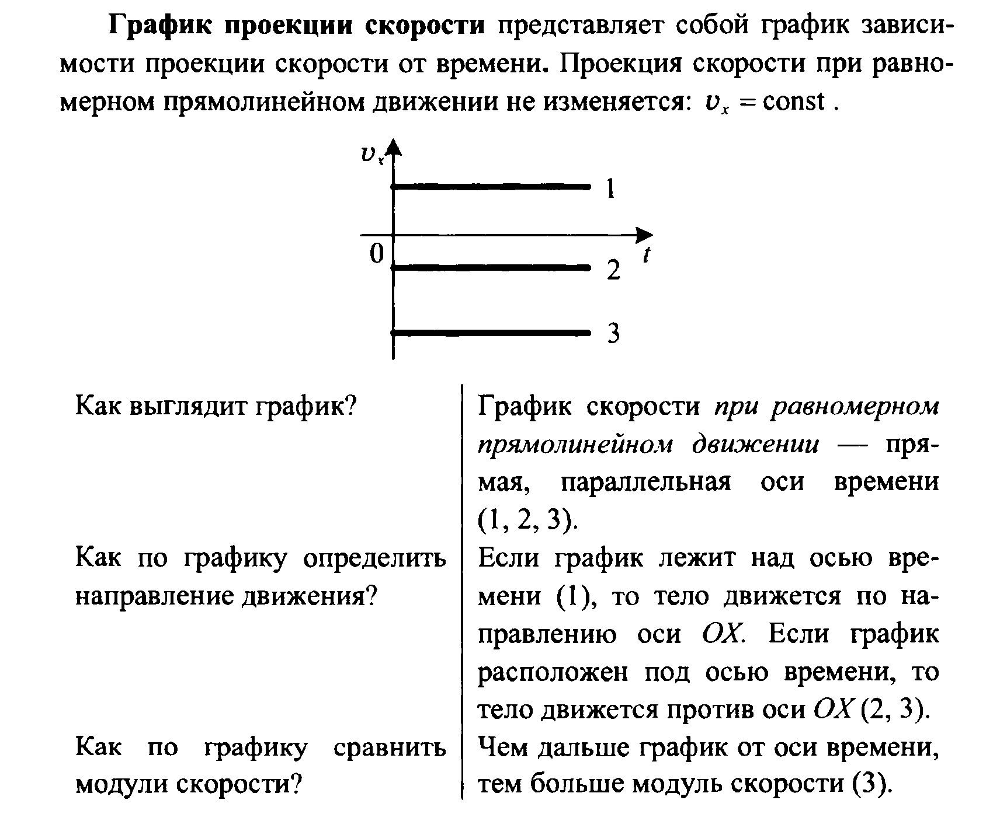 График проекции скорости представляет собой график зависи-
мости проекции скорости от времени. Проекция скорости при равно-
мерном прямолинейном движении не изменяется: υₓ = const .
υₓ
1
0
t
2
3
Как выглядит график?
График скорости при равномерном
прямолинейном движении — пря-
мая, параллельная оси времени
(1, 2, 3).
Как по графику определить
направление движения?
Если график лежит над осью вре-
мени (1), то тело движется по на-
правлению оси OX. Если график
расположен под осью времени, то
тело движется против оси OX (2, 3).
Как по графику сравнить
модули скорости?
Чем дальше график от оси времени,
тем больше модуль скорости (3).